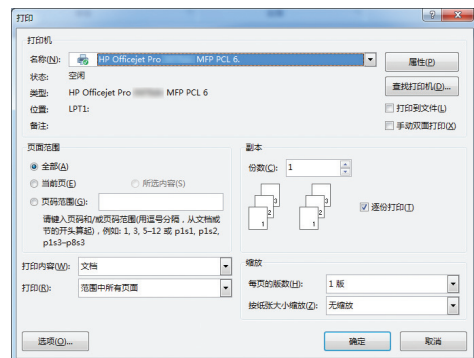 打印
打印机
名称(N): HP Officejet Pro MFP PCL 6,
属性(P)
状态: 空闲
查找打印机(D)...
类型: HP Officejet Pro MFP PCL 6
位置: LPT1:
打印到文件(L)
备注:
手动双面打印(X)
页面范围
全部(A)
当前页(E) 所选内容(S)
页码范围(G):
请键入页码和/或页码范围(用逗号分隔,从文档或
节的开头算起),例如: 1, 3, 5–12 或 p1s1, p1s2,
p1s3–p8s3
副本
份数(C): 1
3 3
2 2
1 1
逐份打印(T)
打印内容(W): 文档
打印(R): 范围中所有页面
缩放
每页的版数(H): 1 版
按纸张大小缩放(Z): 无缩放
选项(O)...
确定 取消